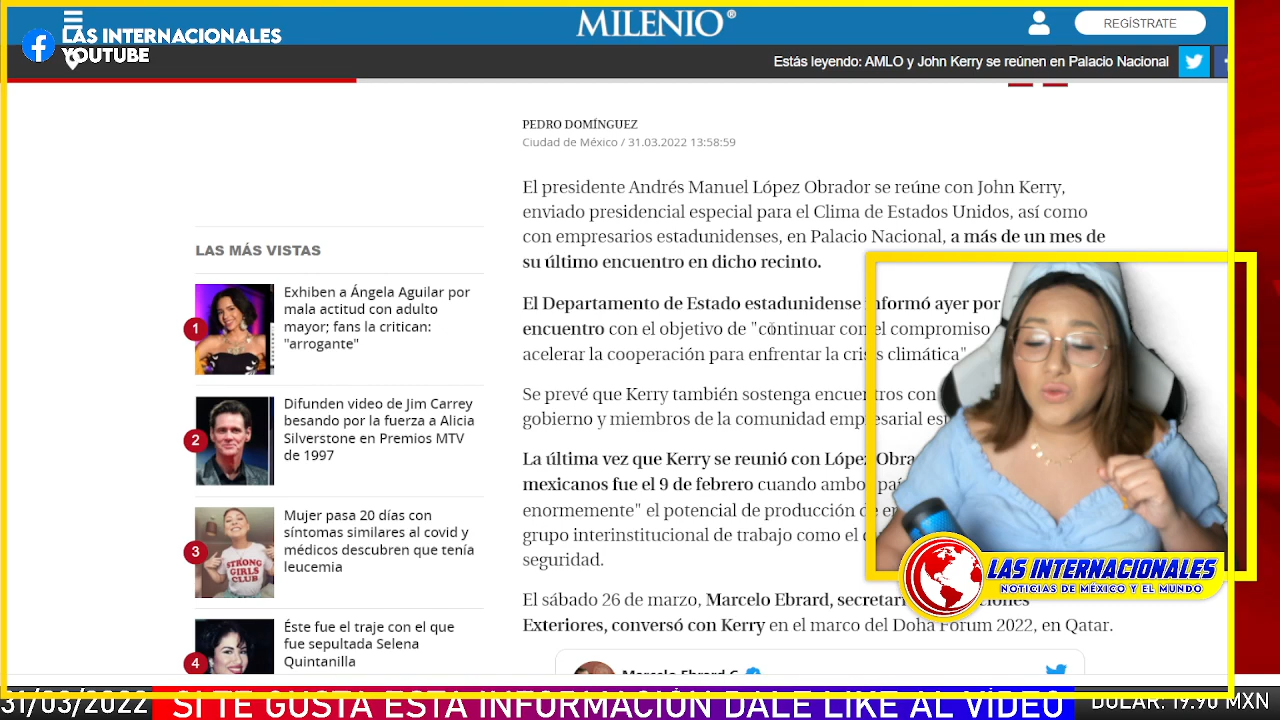 LAS INTERNACIONALES
YOUTUBE
MILENIO®
REGÍSTRATE
Estás leyendo: AMLO y John Kerry se reúnen en Palacio Nacional
PEDRO DOMÍNGUEZ
Ciudad de México / 31.03.2022 13:58:59
El presidente Andrés Manuel López Obrador se reúne con John Kerry,
enviado presidencial especial para el Clima de Estados Unidos, así como
con empresarios estadunidenses, en Palacio Nacional, a más de un mes de
su último encuentro en dicho recinto.
El Departamento de Estado estadunidense informó ayer por
encuentro con el objetivo de "continuar con el compromiso
acelerar la cooperación para enfrentar la crisis climática"
Se prevé que Kerry también sostenga encuentros con
gobierno y miembros de la comunidad empresarial
La última vez que Kerry se reunió con López
mexicanos fue el 9 de febrero cuando
enormemente" el potencial de producción de
grupo interinstitucional de trabajo como el
seguridad.
El sábado 26 de marzo, Marcelo Ebrard,
Exteriores, conversó con Kerry en el marco del Doha Forum 2022, en Qatar.
LAS MÁS VISTAS
1
Exhiben a Ángela Aguilar por
mala actitud con adulto
mayor; fans la critican:
"arrogante"
2
Difunden video de Jim Carrey
besando por la fuerza a Alicia
Silverstone en Premios MTV
de 1997
3
Mujer pasa 20 días con
síntomas similares al covid y
médicos descubren que tenía
leucemia
STRONG
GIRLS
CLUB
4
Éste fue el traje con el que
fue sepultada Selena
Quintanilla
LAS INTERNACIONALES
NOTICIAS DE MÉXICO Y EL MUNDO
Marcelo Ebrard C.
31/03/2022
SI TE GUSTA ESTA INFORMACIÓN DALE LIKE AL VÍDEO
DÓLAR: 19.90 MXN